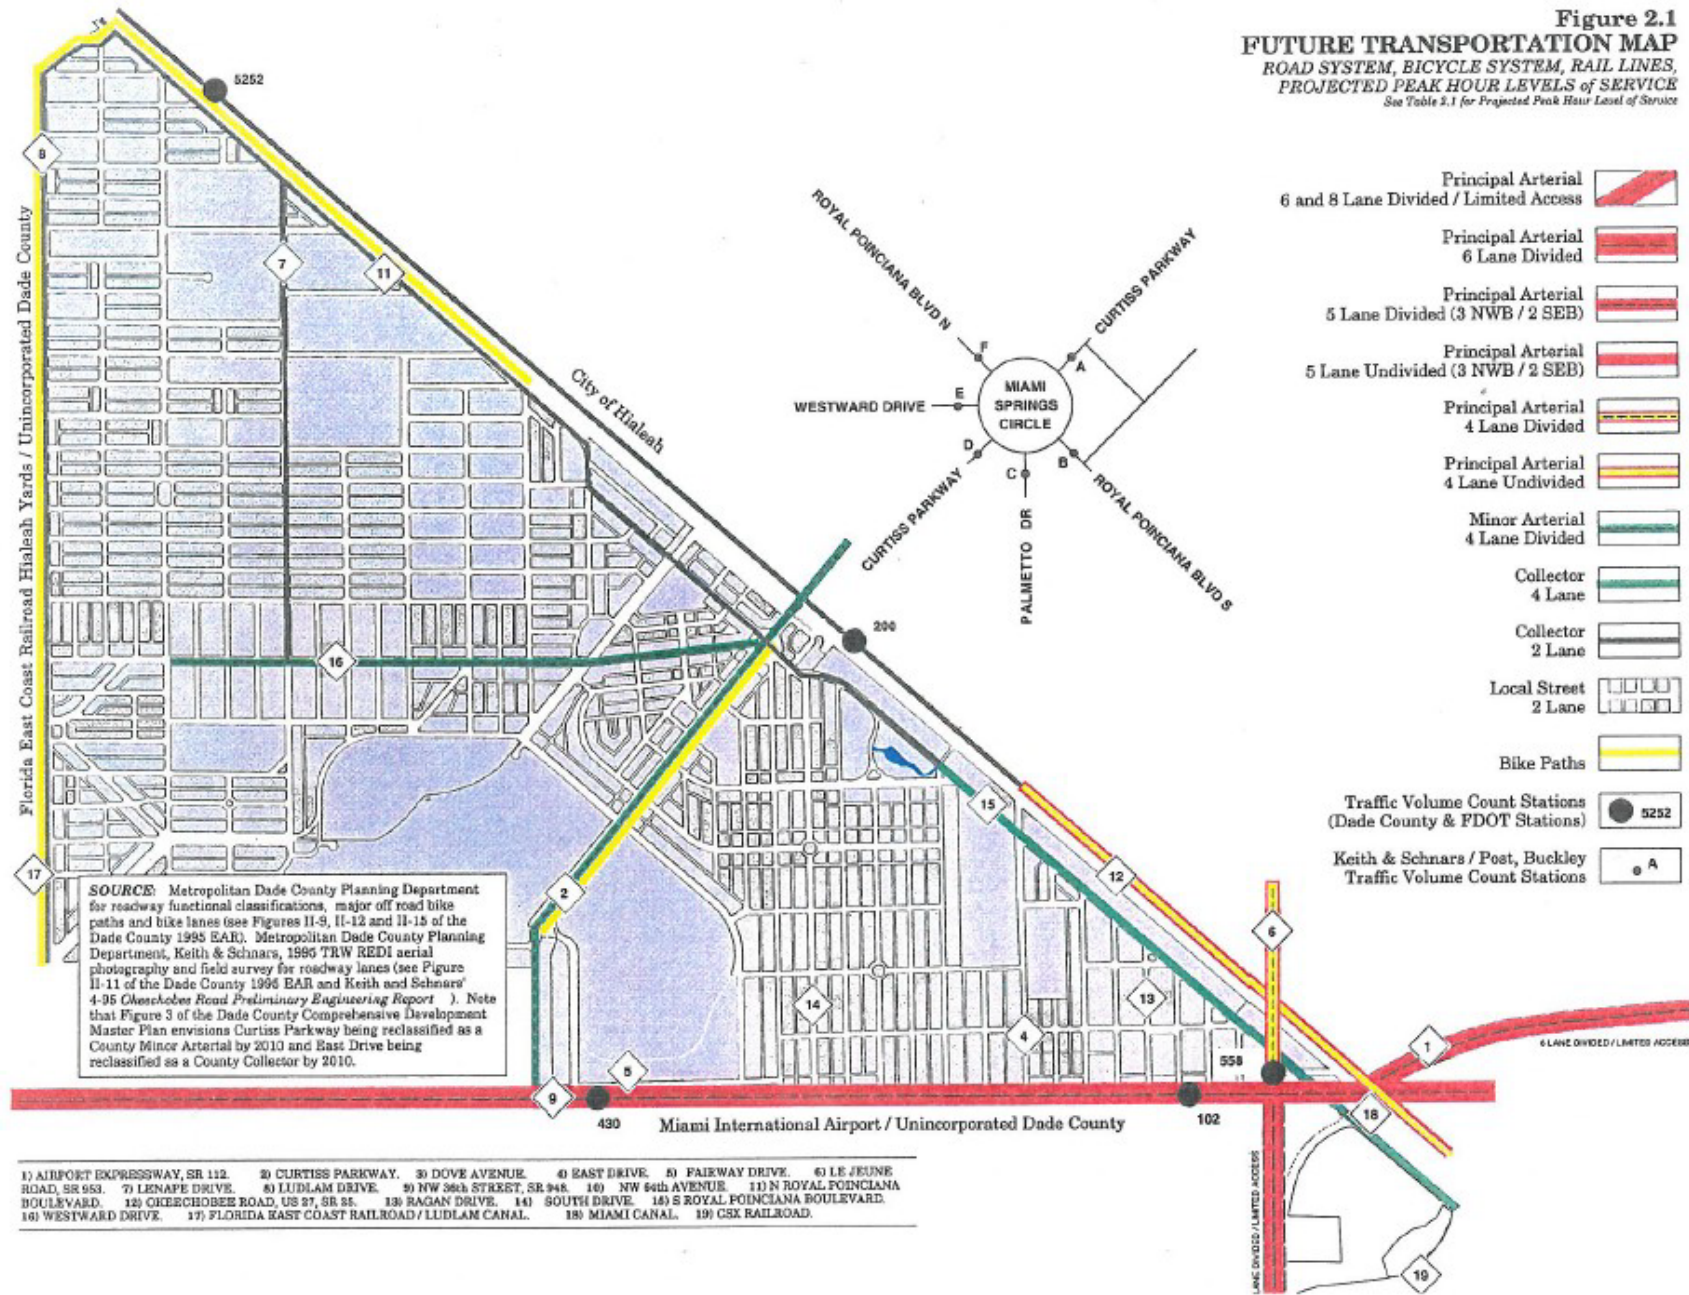 Figure 2.1
FUTURE TRANSPORTATION MAP
ROAD SYSTEM, BICYCLE SYSTEM, RAIL LINES,
PROJECTED PEAK HOUR LEVELS of SERVICE
See Table 2.1 for Projected Peak Hour Level of Service
Principal Arterial
6 and 8 Lane Divided / Limited Access
Principal Arterial
6 Lane Divided
Principal Arterial
5 Lane Divided (3 NWB / 2 SEB)
Principal Arterial
5 Lane Undivided (3 NWB / 2 SEB)
Principal Arterial
4 Lane Divided
Principal Arterial
4 Lane Undivided
Minor Arterial
4 Lane Divided
Collector
4 Lane
Collector
2 Lane
Local Street
2 Lane
Bike Paths
Traffic Volume Count Stations
(Dade County & FDOT Stations)
5252
Keith & Schnars / Post, Buckley
Traffic Volume Count Stations
A
5252
8
7
11
Florida East Coast Railroad Hialeah Yards / Unincorporated Dade County
City of Hialeah
ROYAL POINCIANA BLVD N
CURTISS PARKWAY
F
A
WESTWARD DRIVE
E
MIAMI
SPRINGS
CIRCLE
D
C
B
CURTISS PARKWAY
PALMETTO DR
ROYAL POINCIANA BLVD S
200
16
15
12
17
2
6
14
13
4
1
6 LANE DIVIDED / LIMITED ACCESS
558
5
9
430
102
18
Miami International Airport / Unincorporated Dade County
LANE DIVIDED / LIMITED ACCESS
19
SOURCE: Metropolitan Dade County Planning Department
for roadway functional classifications, major off road bike
paths and bike lanes (see Figures II-9, II-12 and II-15 of the
Dade County 1995 EAR). Metropolitan Dade County Planning
Department, Keith & Schnars, 1995 TRW REDI aerial
photography and field survey for roadway lanes (see Figure
II-11 of the Dade County 1995 EAR and Keith and Schnars'
4-95 Okeechobee Road Preliminary Engineering Report ). Note
that Figure 3 of the Dade County Comprehensive Development
Master Plan envisions Curtiss Parkway being reclassified as a
County Minor Arterial by 2010 and East Drive being
reclassified as a County Collector by 2010.
1) AIRPORT EXPRESSWAY, SR 112. 2) CURTISS PARKWAY. 3) DOVE AVENUE. 4) EAST DRIVE. 5) FAIRWAY DRIVE. 6) LE JEUNE
ROAD, SR 953. 7) LENAPE DRIVE. 8) LUDLAM DRIVE. 9) NW 36th STREET, SR 948. 10) NW 64th AVENUE. 11) N ROYAL POINCIANA
BOULEVARD. 12) OKEECHOBEE ROAD, US 27, SR 25. 13) RAGAN DRIVE. 14) SOUTH DRIVE. 15) S ROYAL POINCIANA BOULEVARD.
16) WESTWARD DRIVE. 17) FLORIDA EAST COAST RAILROAD / LUDLAM CANAL. 18) MIAMI CANAL. 19) CSX RAILROAD.